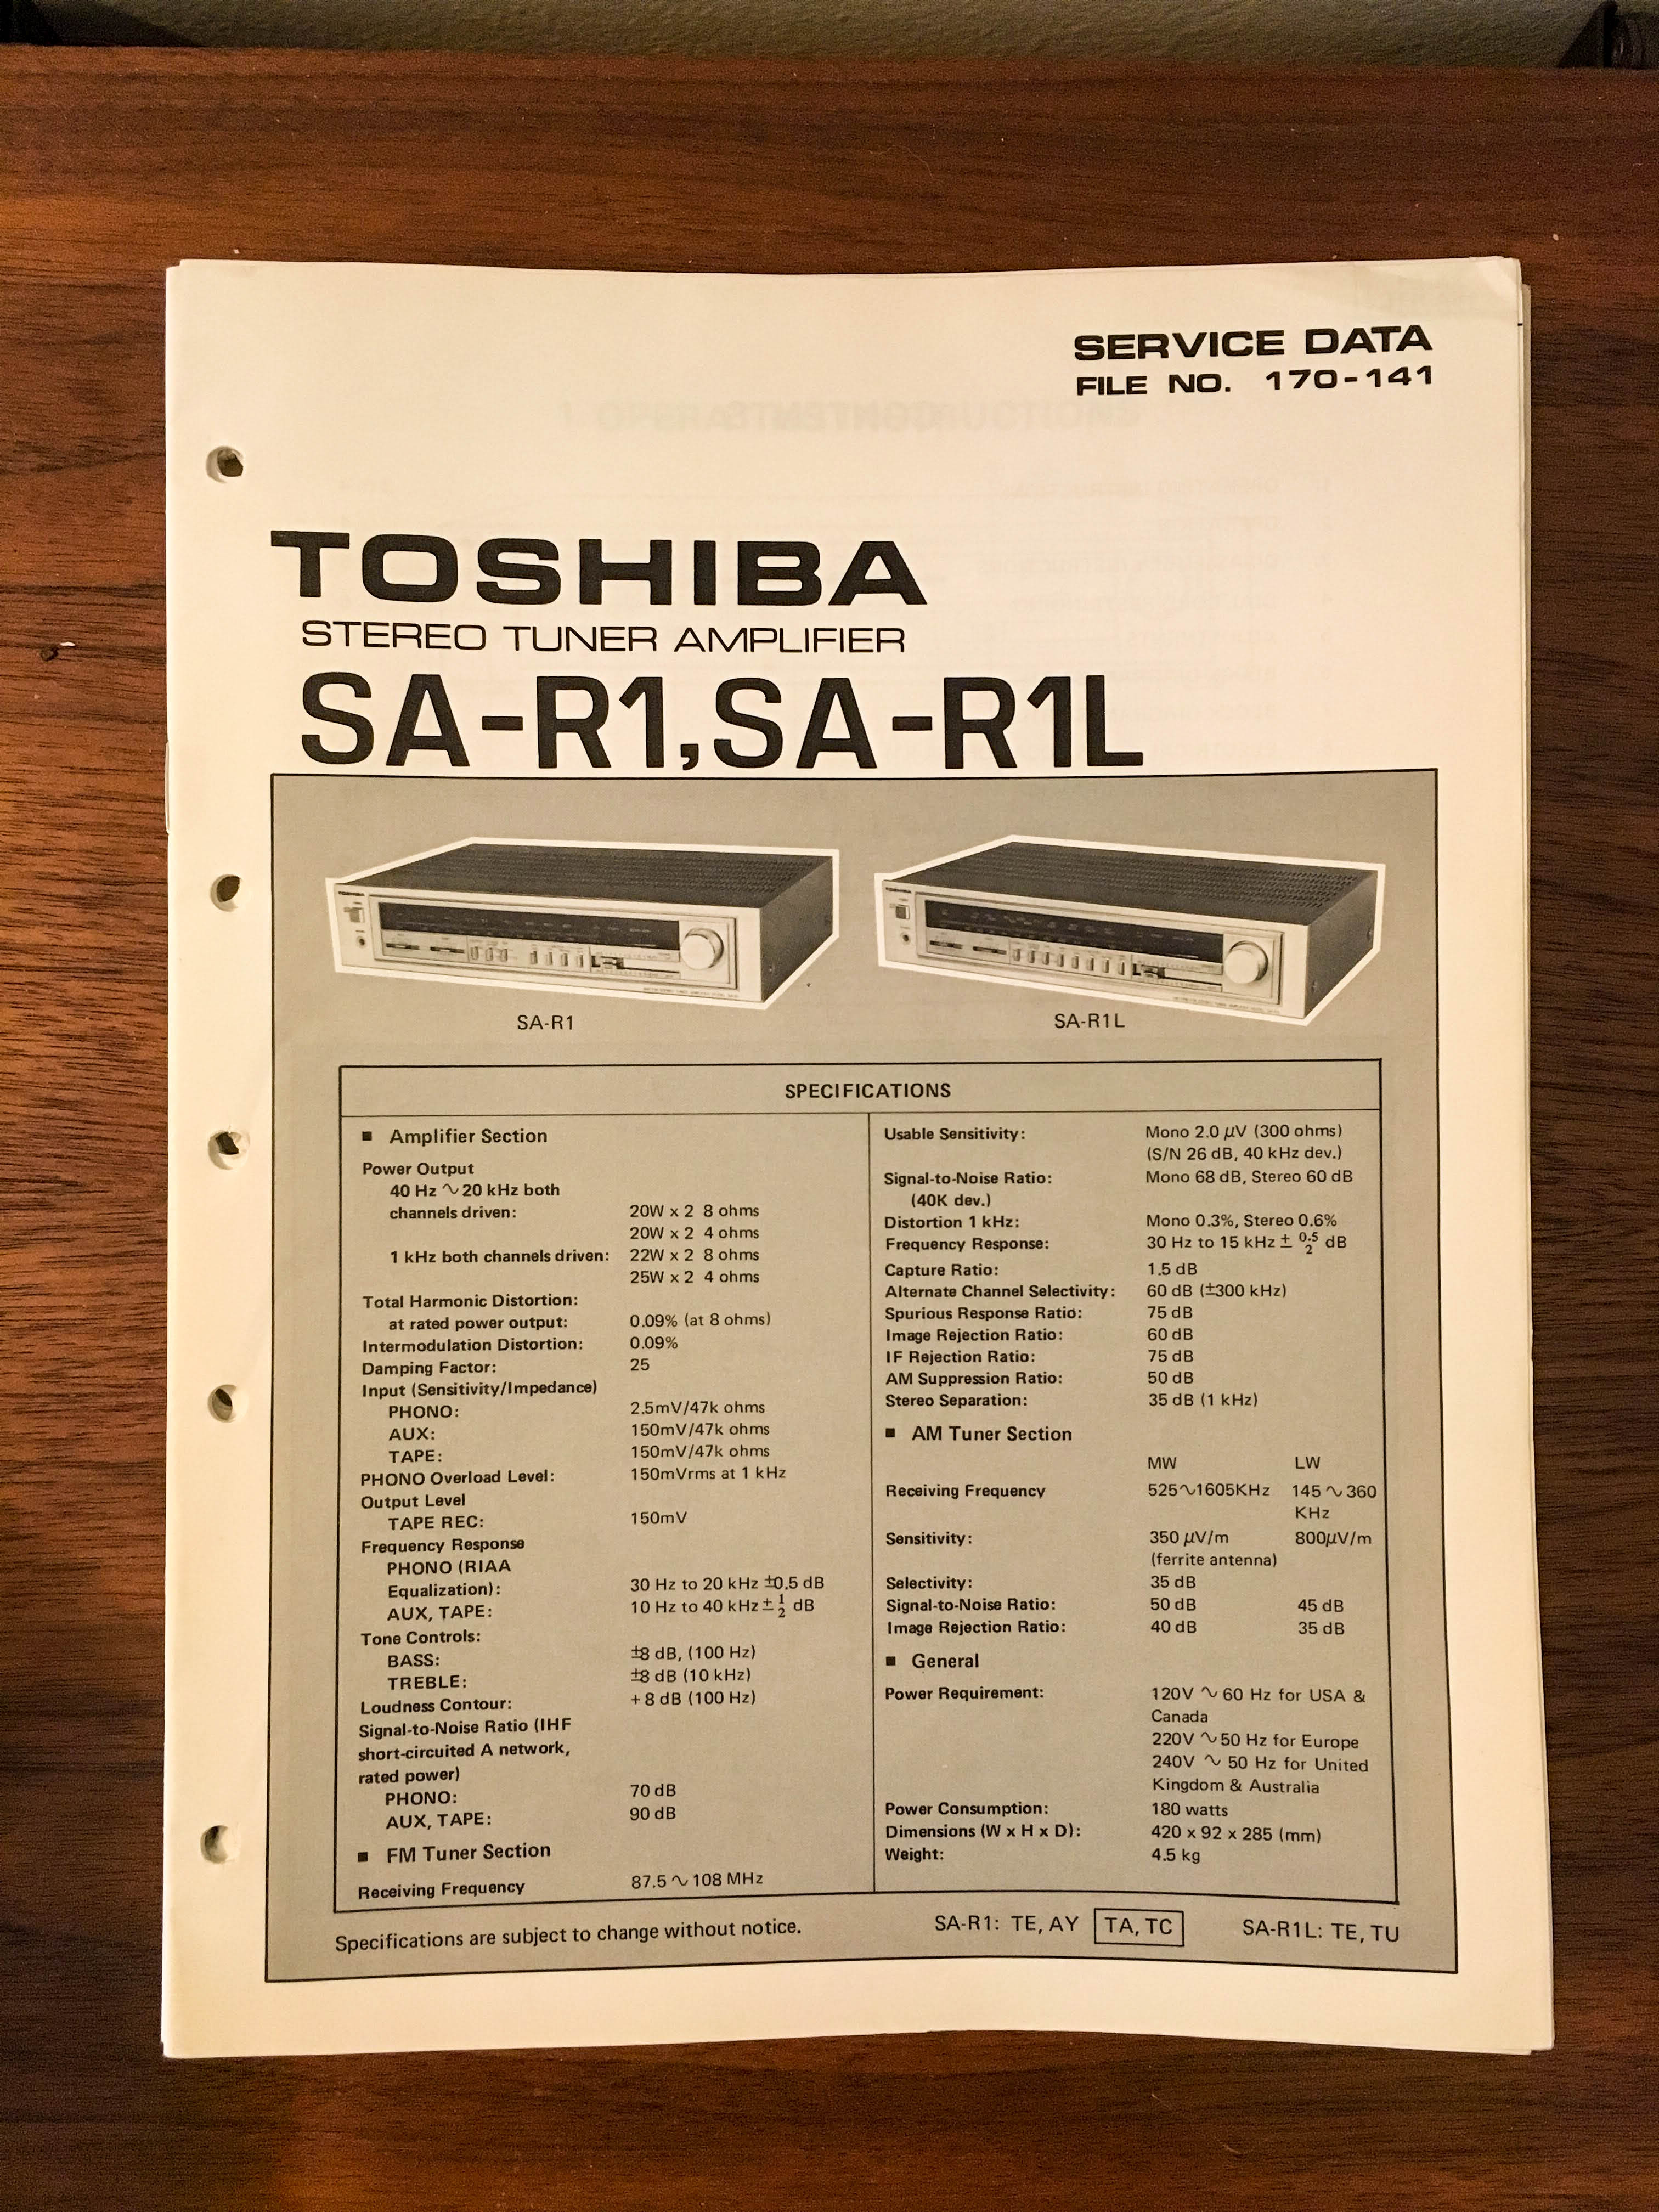 SERVICE DATA
FILE NO. 170-141
TOSHIBA
STEREO TUNER AMPLIFIER
SA-R1,SA-R1L
TOSHIBA
TOSHIBA
SA-R1
SA-R1L
SPECIFICATIONS
■ Amplifier Section
Power Output
40 Hz ∿ 20 kHz both
channels driven: 20W x 2 8 ohms
20W x 2 4 ohms
1 kHz both channels driven: 22W x 2 8 ohms
25W x 2 4 ohms
Total Harmonic Distortion:
at rated power output: 0.09% (at 8 ohms)
Intermodulation Distortion: 0.09%
Damping Factor: 25
Input (Sensitivity/Impedance)
PHONO: 2.5mV/47k ohms
AUX: 150mV/47k ohms
TAPE: 150mV/47k ohms
PHONO Overload Level: 150mVrms at 1 kHz
Output Level
TAPE REC: 150mV
Frequency Response
PHONO (RIAA
Equalization): 30 Hz to 20 kHz ±0.5 dB
AUX, TAPE: 10 Hz to 40 kHz ± 1/2 dB
Tone Controls:
BASS: ±8 dB, (100 Hz)
TREBLE: ±8 dB (10 kHz)
Loudness Contour: +8 dB (100 Hz)
Signal-to-Noise Ratio (IHF
short-circuited A network,
rated power)
PHONO: 70 dB
AUX, TAPE: 90 dB
■ FM Tuner Section
Receiving Frequency 87.5 ∿ 108 MHz
Usable Sensitivity: Mono 2.0 μV (300 ohms)
(S/N 26 dB, 40 kHz dev.)
Signal-to-Noise Ratio: Mono 68 dB, Stereo 60 dB
(40K dev.)
Distortion 1 kHz: Mono 0.3%, Stereo 0.6%
Frequency Response: 30 Hz to 15 kHz ± 0.5/2 dB
Capture Ratio: 1.5 dB
Alternate Channel Selectivity: 60 dB (±300 kHz)
Spurious Response Ratio: 75 dB
Image Rejection Ratio: 60 dB
IF Rejection Ratio: 75 dB
AM Suppression Ratio: 50 dB
Stereo Separation: 35 dB (1 kHz)
■ AM Tuner Section
MW LW
Receiving Frequency 525∿1605KHz 145 ∿ 360
KHz
Sensitivity: 350 μV/m 800μV/m
(ferrite antenna)
Selectivity: 35 dB
Signal-to-Noise Ratio: 50 dB 45 dB
Image Rejection Ratio: 40 dB 35 dB
■ General
Power Requirement: 120V ∿ 60 Hz for USA &
Canada
220V ∿ 50 Hz for Europe
240V ∿ 50 Hz for United
Kingdom & Australia
Power Consumption: 180 watts
Dimensions (W x H x D): 420 x 92 x 285 (mm)
Weight: 4.5 kg
Specifications are subject to change without notice.
SA-R1: TE, AY TA, TC SA-R1L: TE, TU